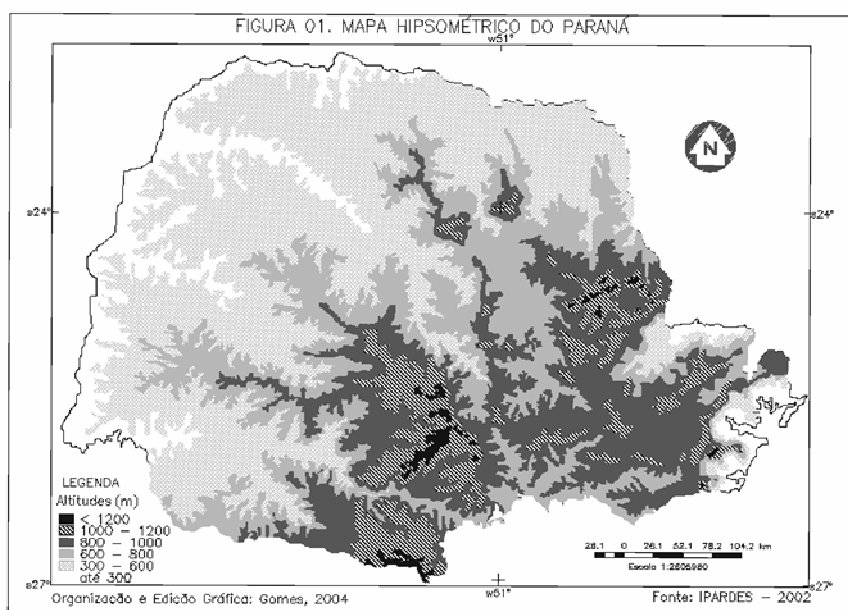 FIGURA 01. MAPA HIPSOMÉTRICO DO PARANÁ
w51°
N
s24°
s24°
LEGENDA
Altitudes (m)
< 1200
1000 - 1200
800 - 1000
600 - 800
300 - 600
até 300
26.1 0 26.1 52.1 78.2 104.2 km
Escala 1:2606980
s27°
s27°
w51°
Organização e Edição Gráfica: Gomes, 2004
Fonte: IPARDES - 2002